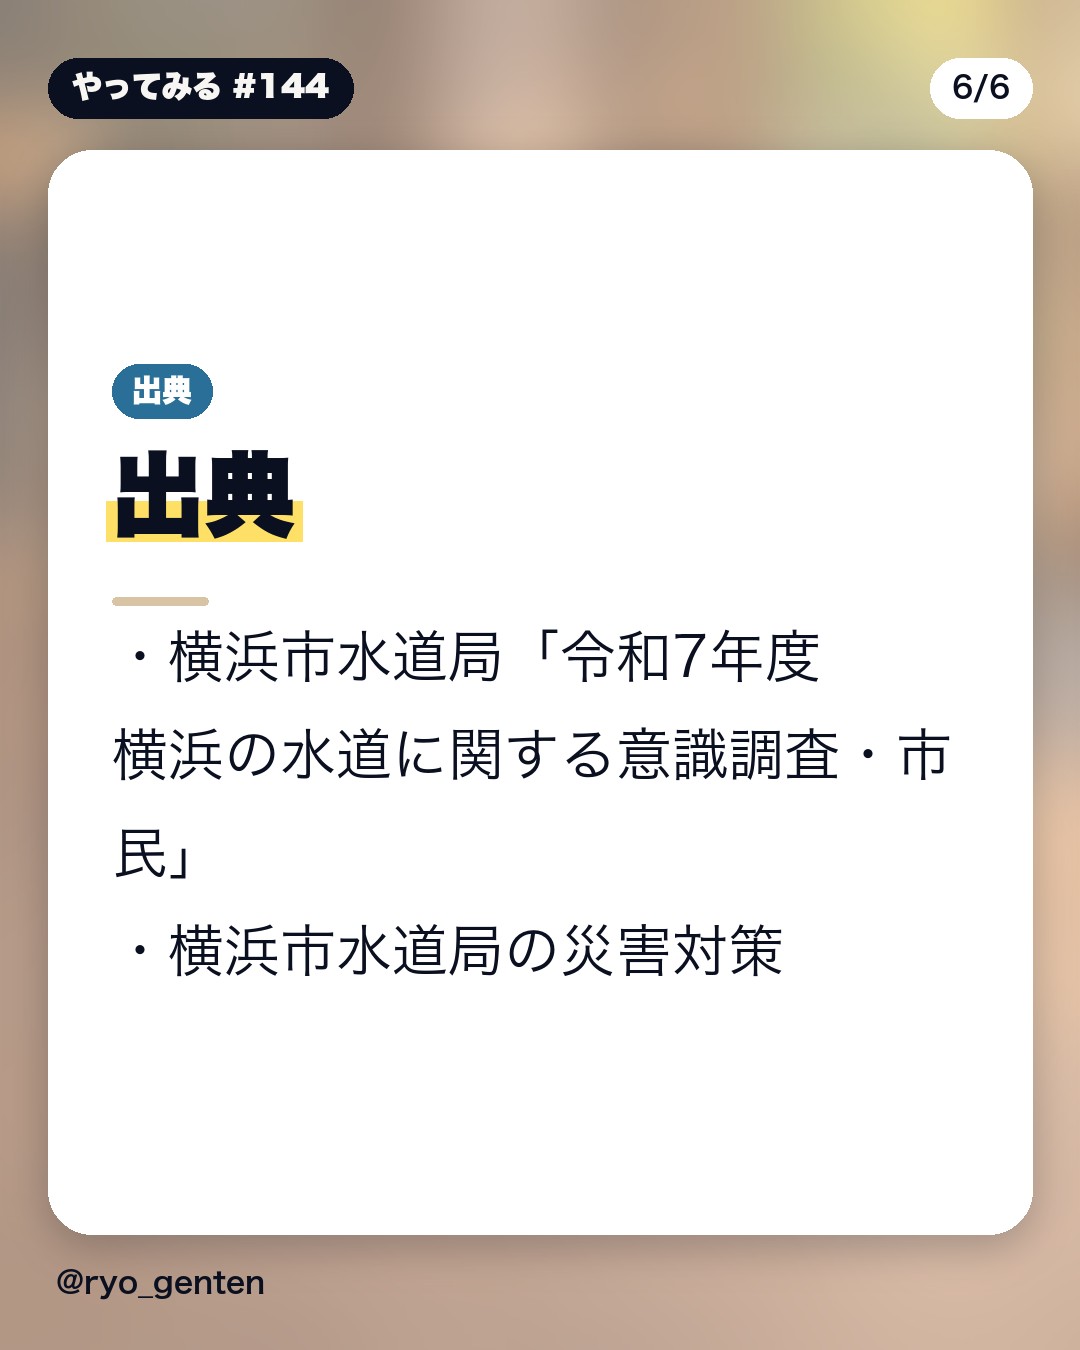 やってみる #144
6/6
出典
出典
・横浜市水道局「令和7年度
横浜の水道に関する意識調査・市
民」
・横浜市水道局の災害対策
@ryo_genten